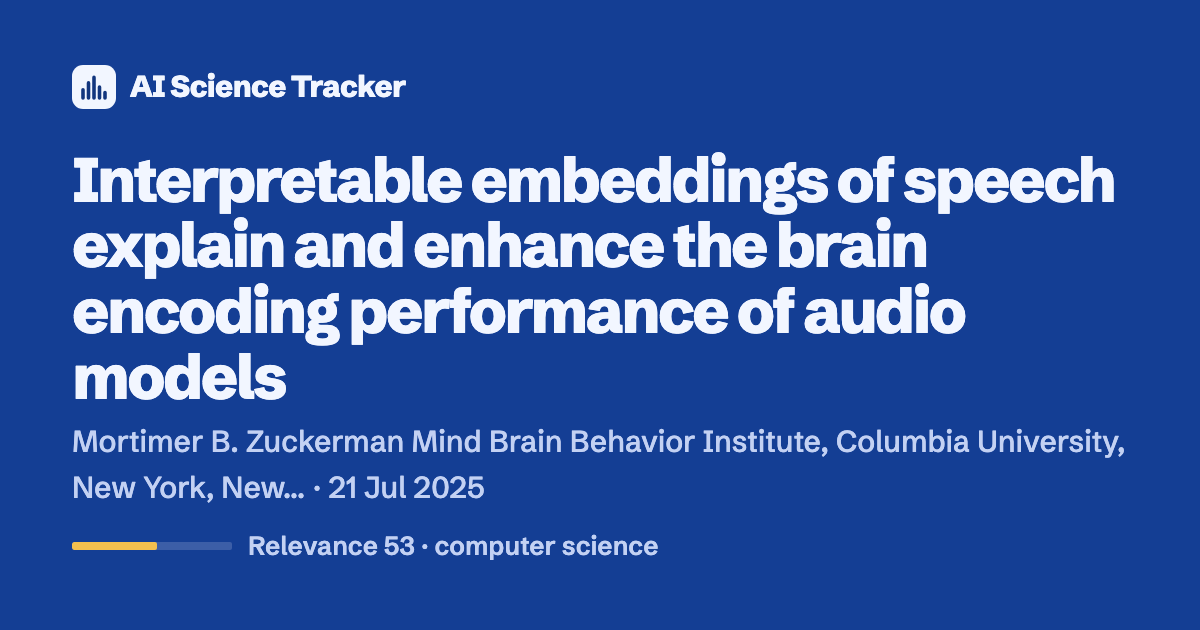 AI Science Tracker
Interpretable embeddings of speech
explain and enhance the brain
encoding performance of audio
models
Mortimer B. Zuckerman Mind Brain Behavior Institute, Columbia University,
New York, New... · 21 Jul 2025
Relevance 53 · computer science